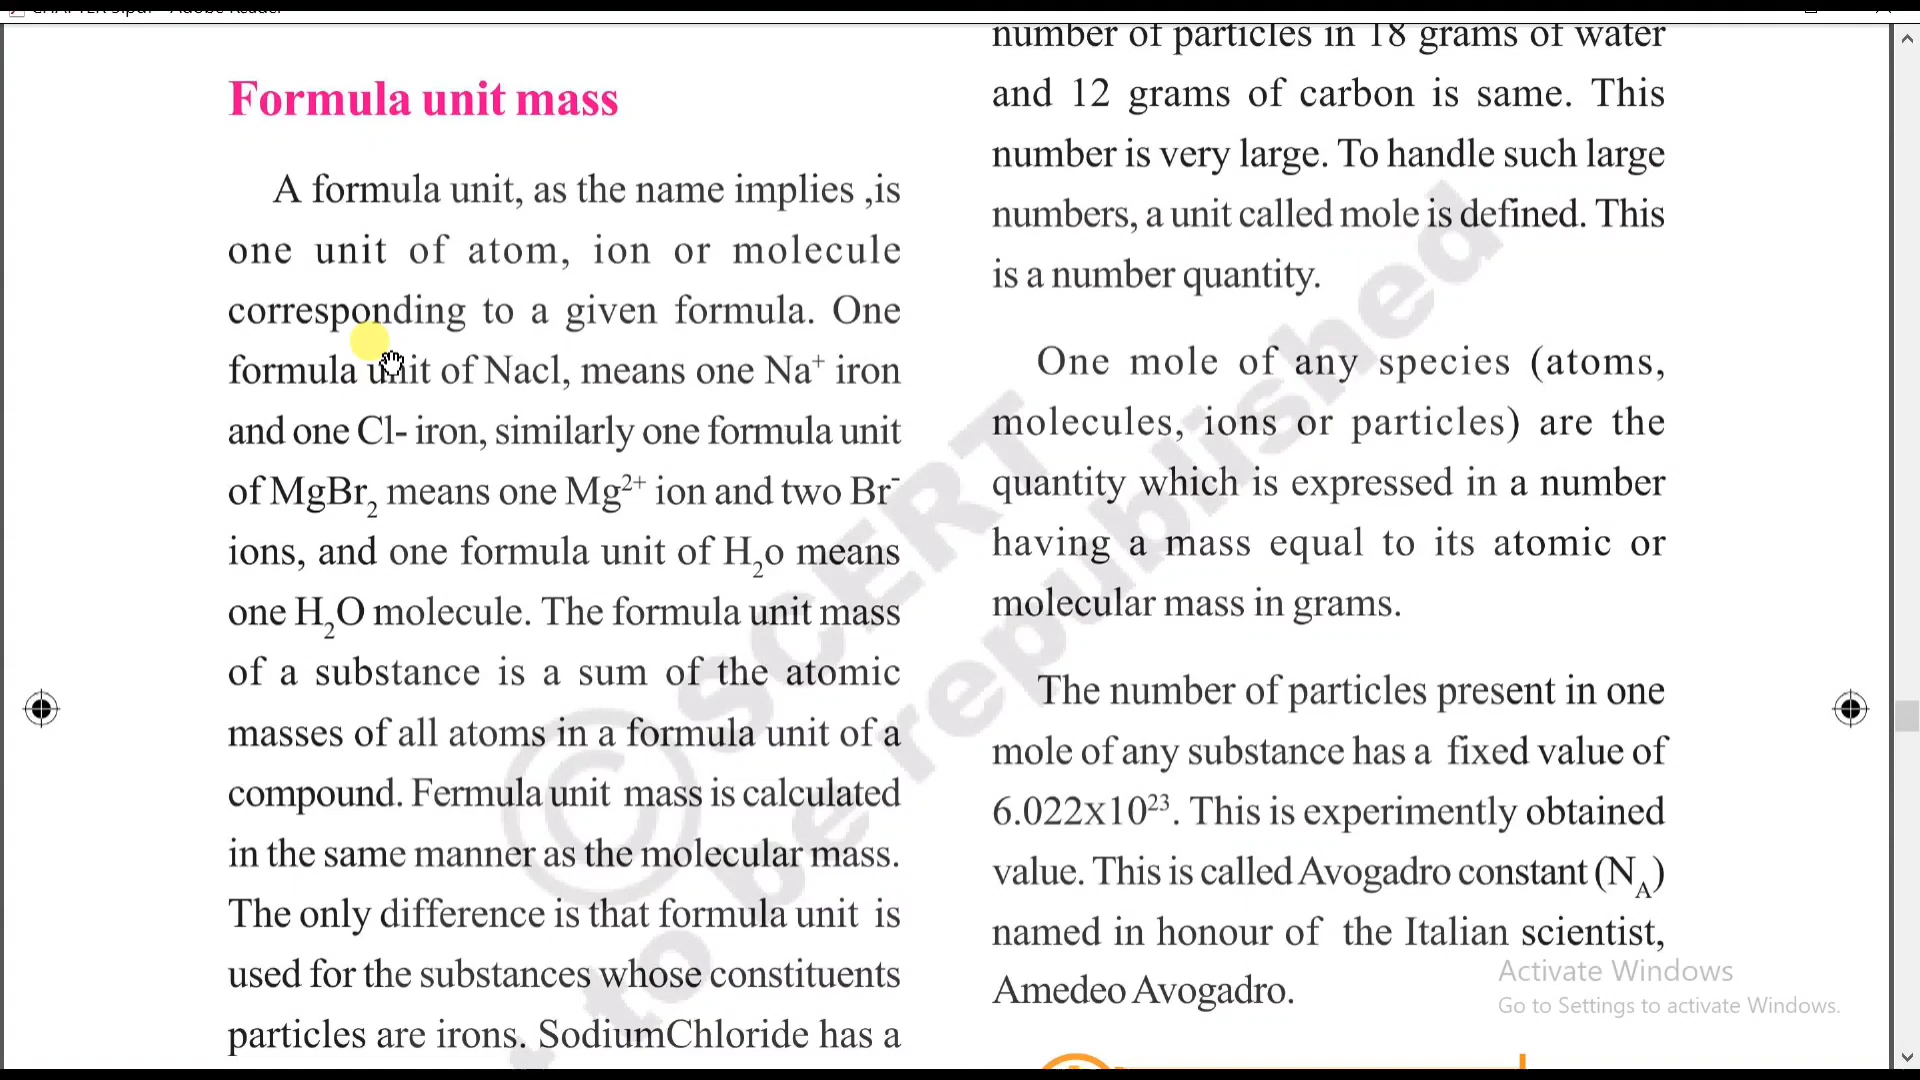 Formula unit mass
A formula unit, as the name implies ,is
one unit of atom, ion or molecule
corresponding to a given formula. One
formula unit of Nacl, means one Na⁺ iron
and one Cl- iron, similarly one formula unit
of MgBr₂ means one Mg²⁺ ion and two Br⁻
ions, and one formula unit of H₂o means
one H₂O molecule. The formula unit mass
of a substance is a sum of the atomic
masses of all atoms in a formula unit of a
compound. Fermula unit mass is calculated
in the same manner as the molecular mass.
The only difference is that formula unit is
used for the substances whose constituents
particles are irons. SodiumChloride has a
number of particles in 18 grams of water
and 12 grams of carbon is same. This
number is very large. To handle such large
numbers, a unit called mole is defined. This
is a number quantity.
One mole of any species (atoms,
molecules, ions or particles) are the
quantity which is expressed in a number
having a mass equal to its atomic or
molecular mass in grams.
The number of particles present in one
mole of any substance has a fixed value of
6.022x10²³. This is experimently obtained
value. This is called Avogadro constant (N_A)
named in honour of the Italian scientist,
Amedeo Avogadro.
©SCERT
to be republished
Activate Windows
Go to Settings to activate Windows.